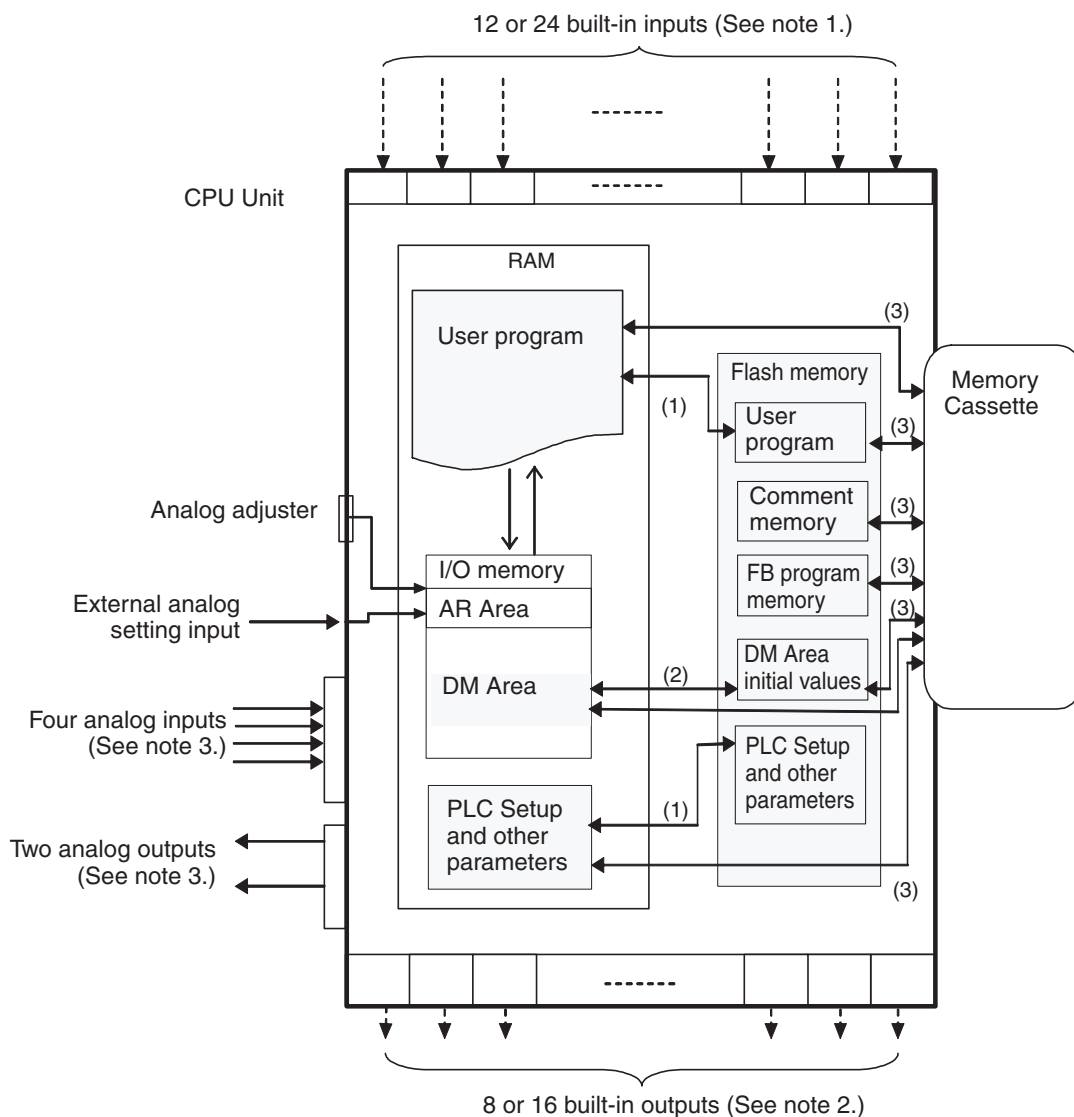 12 or 24 built-in inputs (See note 1.)
CPU Unit
RAM
User program
(3)
Flash memory
Memory
Cassette
(1)
User
program
(3)
Comment
memory
(3)
Analog adjuster
I/O memory
FB program
memory
(3)
External analog
setting input
AR Area
(3)
DM Area
(2)
DM Area
initial values
Four analog inputs
(See note 3.)
PLC Setup
and other
parameters
PLC Setup
and other
parameters
(1)
Two analog outputs
(See note 3.)
(3)
8 or 16 built-in outputs (See note 2.)